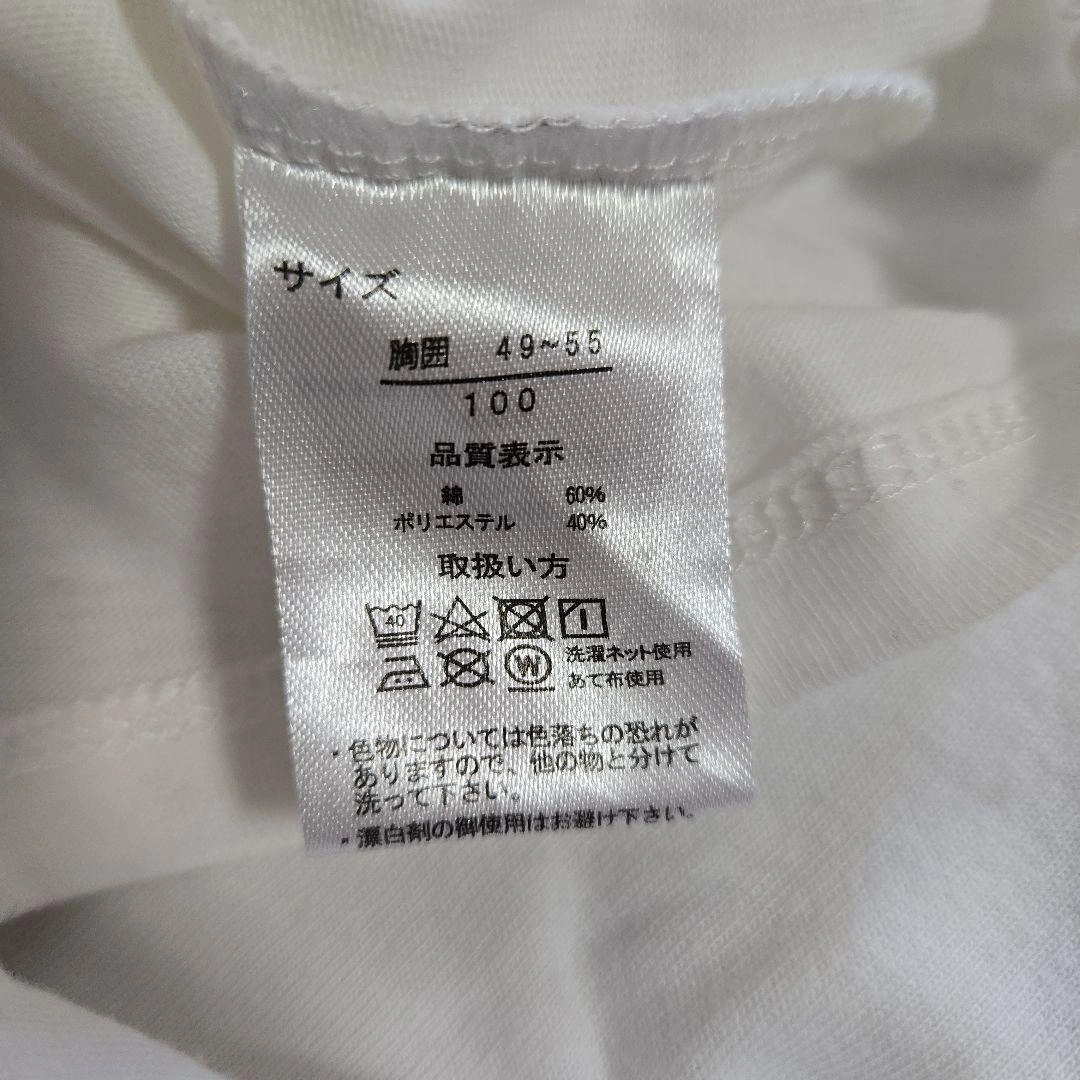 サイズ
胸囲 49~55
100
品質表示
綿 60%
ポリエステル 40%
取扱い方
40
W 洗濯ネット使用
あて布使用
・色物については色落ちの恐れが
ありますので、他の物と分けて
洗って下さい。
・漂白剤の御使用はお避け下さい。